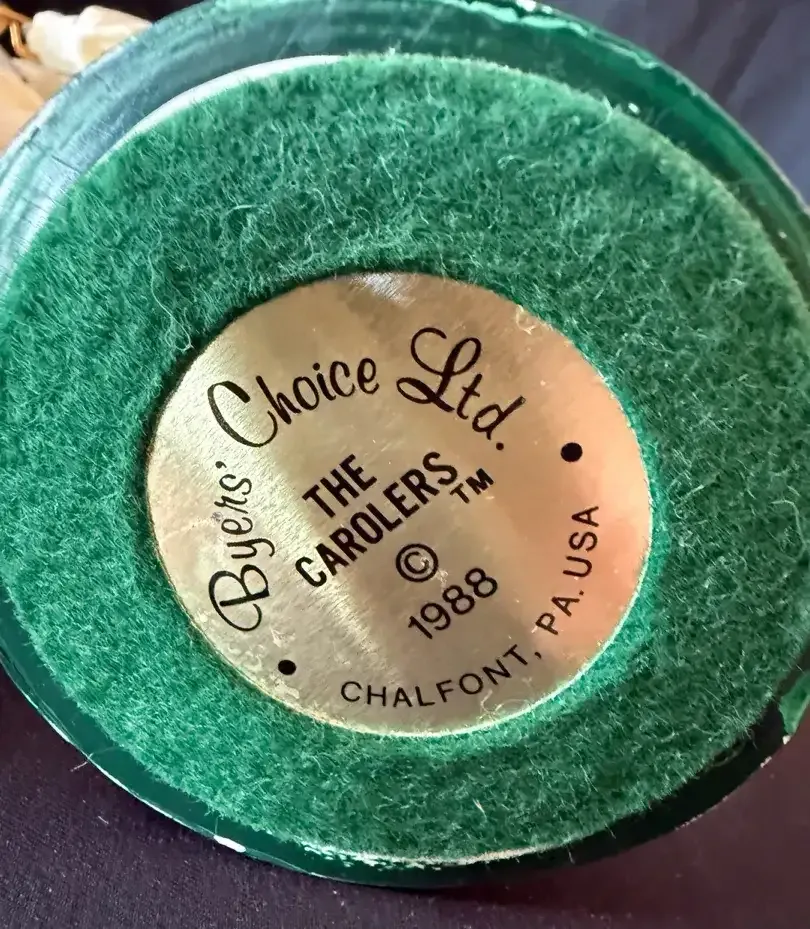 Byers' Choice Ltd.
THE
CAROLERS™
©
1988
CHALFONT, PA. USA